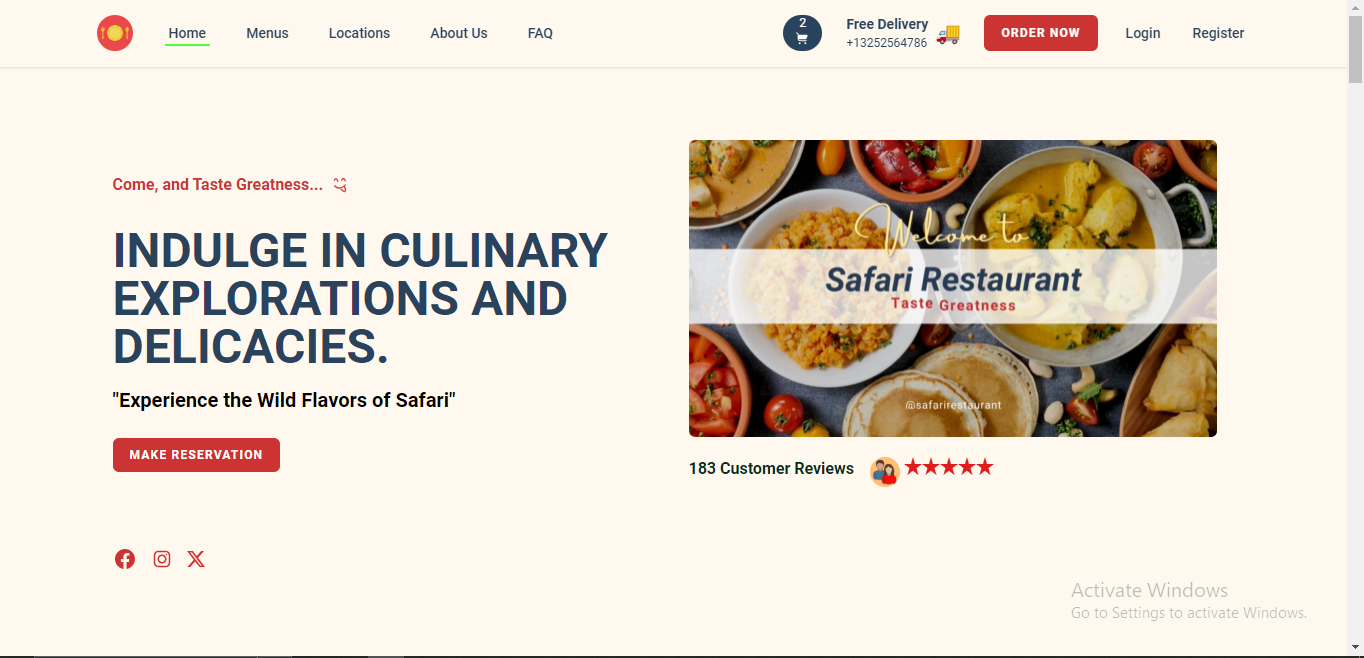 Home
Menus
Locations
About Us
FAQ
2
Free Delivery
+13252564786
ORDER NOW
Login
Register
Come, and Taste Greatness...
INDULGE IN CULINARY
EXPLORATIONS AND
DELICACIES.
"Experience the Wild Flavors of Safari"
MAKE RESERVATION
Welcome to
Safari Restaurant
Taste Greatness
@safarirestaurant
183 Customer Reviews
Activate Windows
Go to Settings to activate Windows.